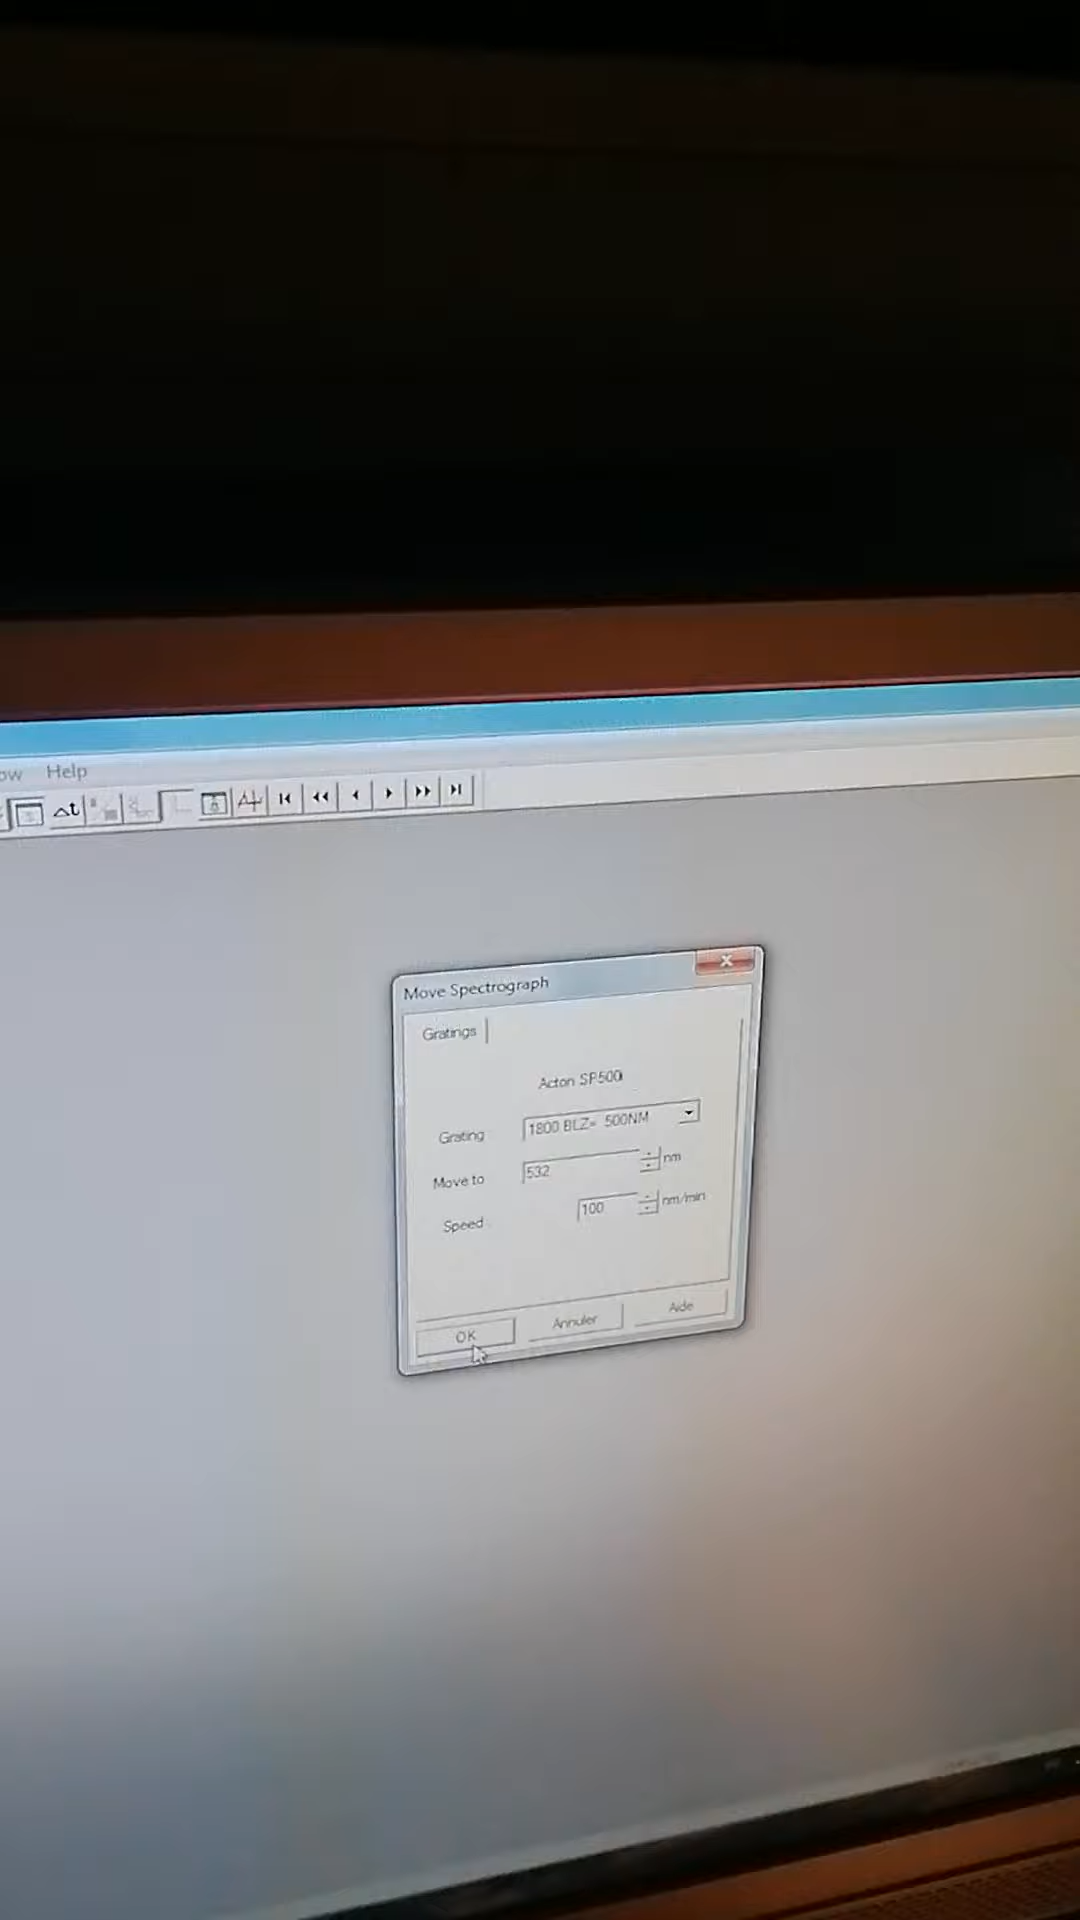 Help
Δt
Move Spectrograph
Gratings
Acton SP500i
Grating 1800 BLZ= 500NM
Move to 532 nm
Speed 100 nm/min
OK Annuler Aide